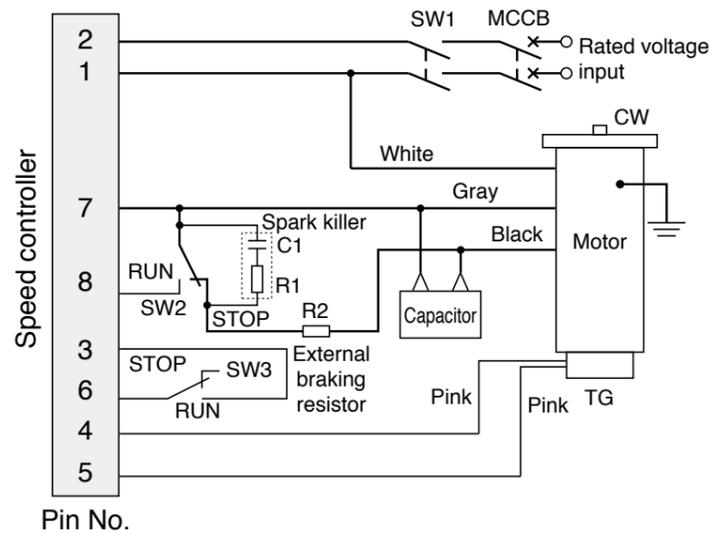 SW1 MCCB
2
Rated voltage
1
input
CW
White
Speed controller
7
Gray
Spark killer
C1
Black
Motor
RUN
8
R1
SW2
STOP
R2
Capacitor
3
STOP
SW3
External
braking
resistor
6
RUN
Pink
Pink
TG
4
5
Pin No.